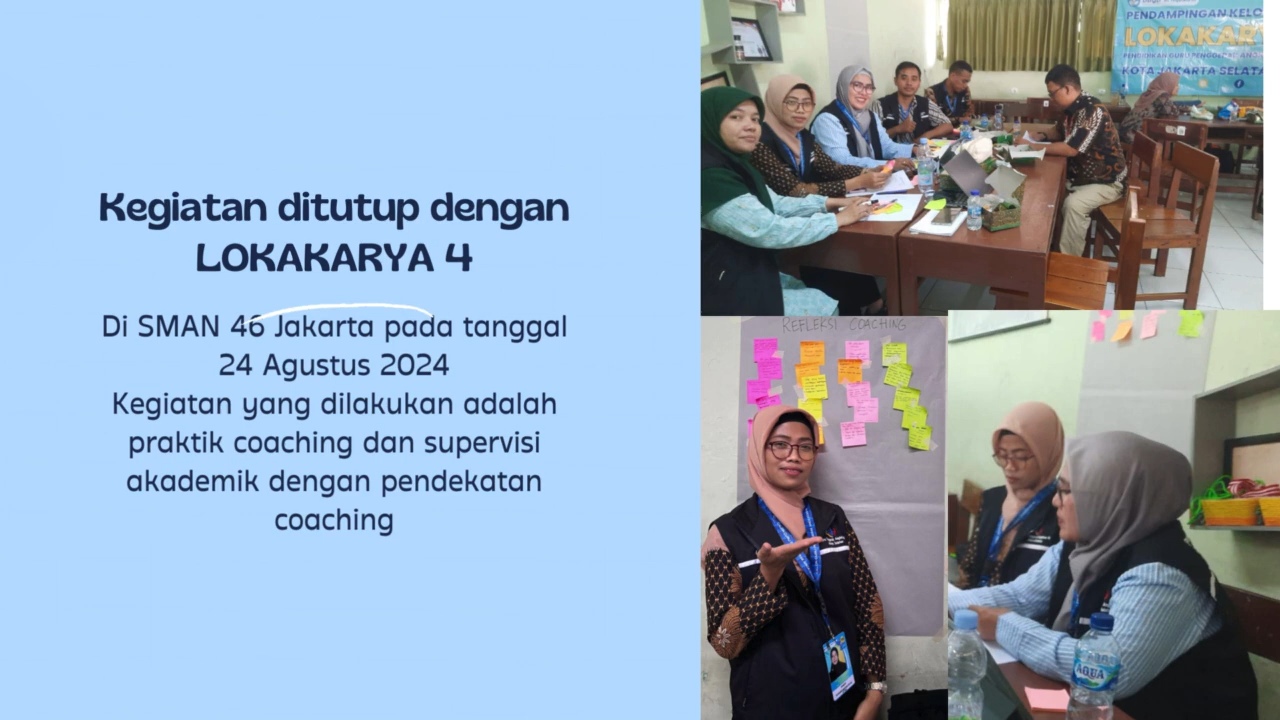 Kegiatan ditutup dengan
LOKAKARYA 4
Di SMAN 46 Jakarta pada tanggal
24 Agustus 2024
Kegiatan yang dilakukan adalah
praktik coaching dan supervisi
akademik dengan pendekatan
coaching
PENDAMPINGAN KELO
LOKAKAR
KOTA JAKARTA SELATA
REFLEKSI COACHING
AQUA